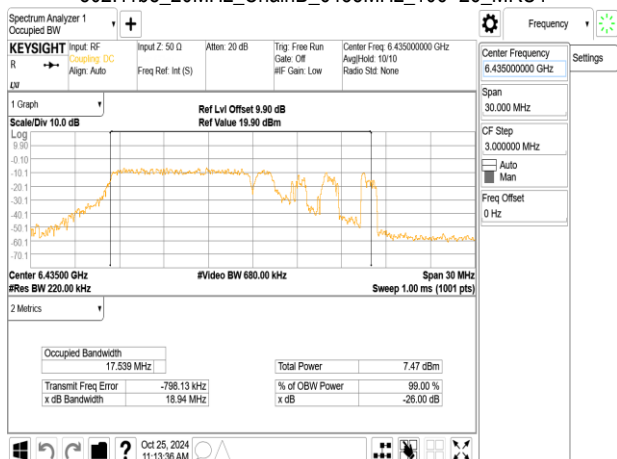 Spectrum Analyzer 1
Occupied BW
Frequency
KEYSIGHT
R
Input: RF
Coupling: DC
Align: Auto
Input Z: 50 Ω
Freq Ref: Int (S)
Atten: 20 dB
Trig: Free Run
Gate: Off
#IF Gain: Low
Center Freq: 6.435000000 GHz
Avg|Hold: 10/10
Radio Std: None
Center Frequency
6.435000000 GHz
Settings
Span
30.000 MHz
CF Step
3.000000 MHz
Auto
Man
Freq Offset
0 Hz
1 Graph
Scale/Div 10.0 dB
Ref Lvl Offset 9.90 dB
Ref Value 19.90 dBm
Log
9.90
-0.10
-10.1
-20.1
-30.1
-40.1
-50.1
-60.1
-70.1
Center 6.43500 GHz
#Res BW 220.00 kHz
#Video BW 680.00 kHz
Span 30 MHz
Sweep 1.00 ms (1001 pts)
2 Metrics
Occupied Bandwidth
17.539 MHz
Total Power 7.47 dBm
Transmit Freq Error -798.13 kHz
% of OBW Power 99.00 %
x dB Bandwidth 18.94 MHz
x dB -26.00 dB
?
Oct 25, 2024
11:13:36 AM